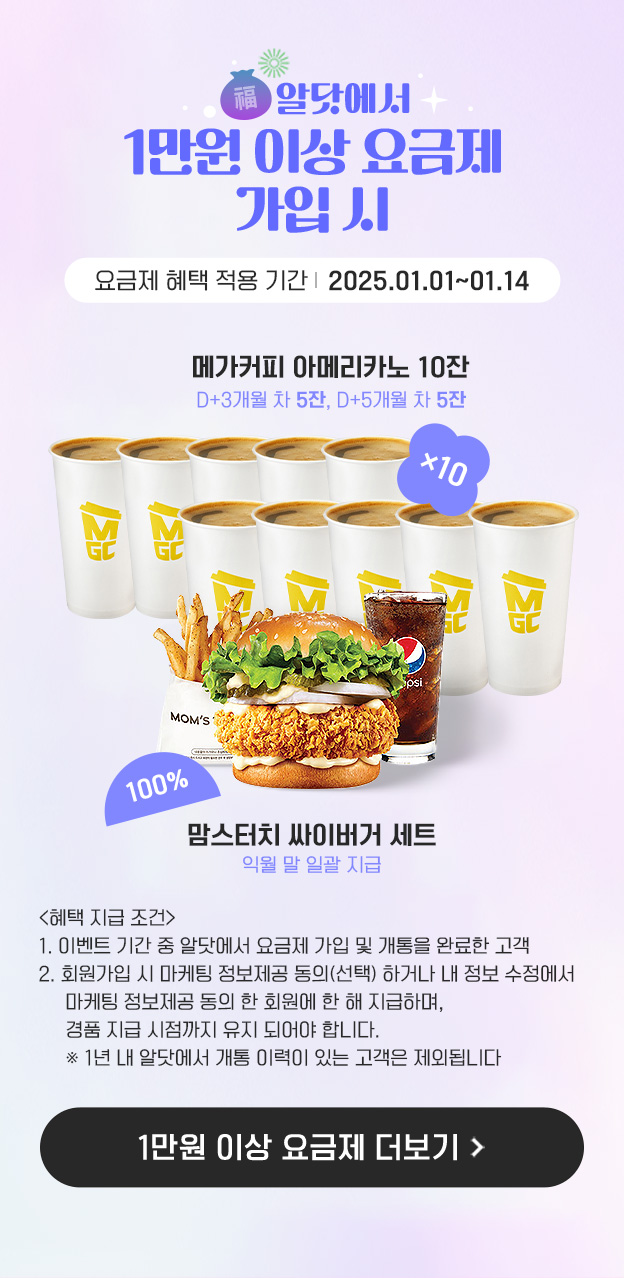 福
알닷에서
1만원 이상 요금제
가입 시
요금제 혜택 적용 기간 | 2025.01.01~01.14
메가커피 아메리카노 10잔
D+3개월 차 5잔, D+5개월 차 5잔
×10
M
GC
M
GC
M
M
M
M
GC
M
GC
MOM'S
psi
100%
맘스터치 싸이버거 세트
익월 말 일괄 지급
<혜택 지급 조건>
1. 이벤트 기간 중 알닷에서 요금제 가입 및 개통을 완료한 고객
2. 회원가입 시 마케팅 정보제공 동의(선택) 하거나 내 정보 수정에서
마케팅 정보제공 동의 한 회원에 한 해 지급하며,
경품 지급 시점까지 유지 되어야 합니다.
※ 1년 내 알닷에서 개통 이력이 있는 고객은 제외됩니다
1만원 이상 요금제 더보기 >